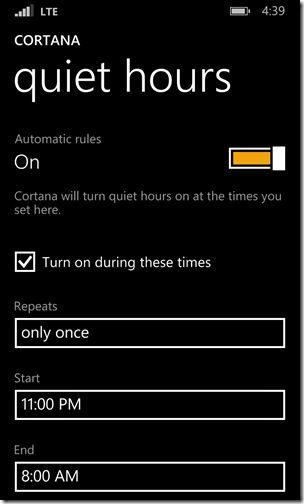 LTE 4:39
CORTANA
quiet hours
Automatic rules
On
Cortana will turn quiet hours on at the times you
set here.
Turn on during these times
Repeats
only once
Start
11:00 PM
End
8:00 AM